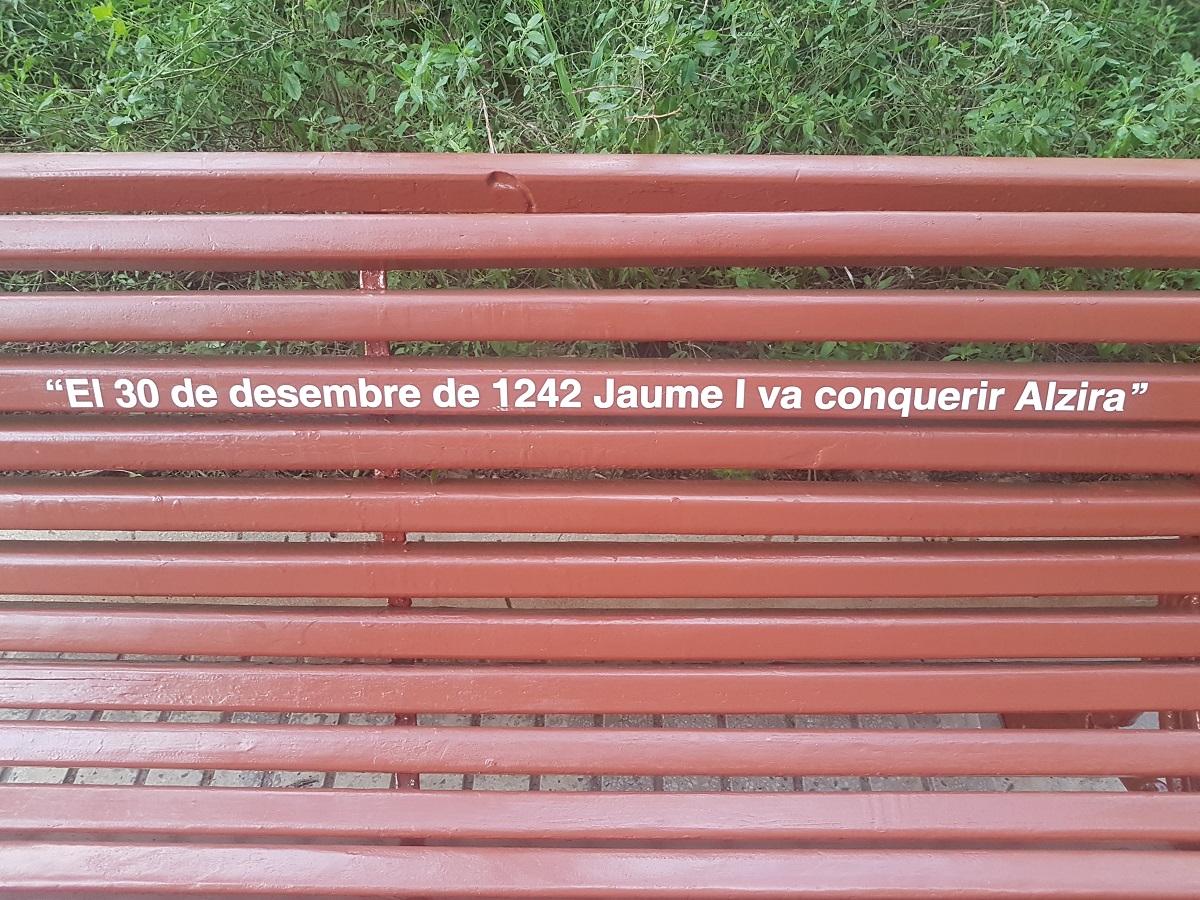 “El 30 de desembre de 1242 Jaume I va conquerir Alzira”